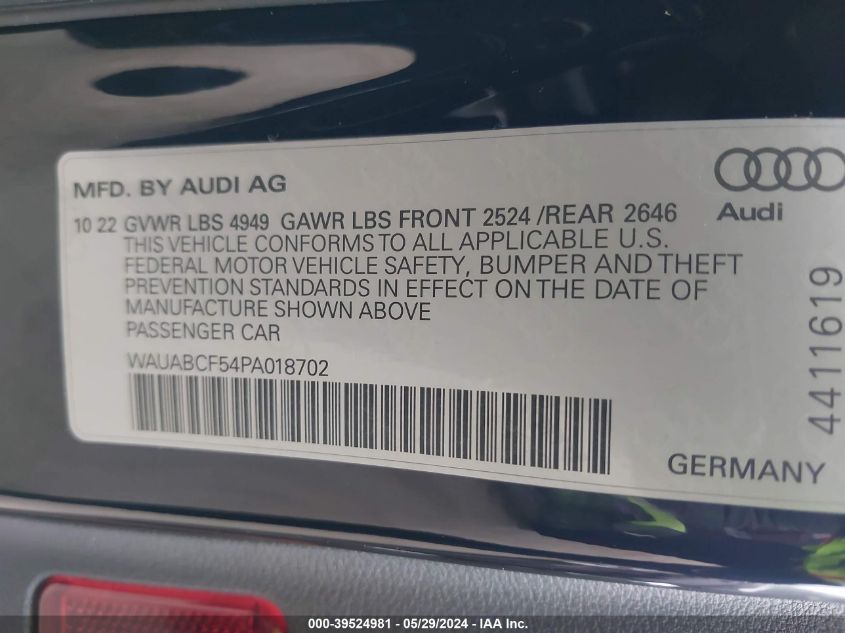 MFD. BY AUDI AG
Audi
10 22 GVWR LBS 4949 GAWR LBS FRONT 2524 /REAR 2646
THIS VEHICLE CONFORMS TO ALL APPLICABLE U.S.
FEDERAL MOTOR VEHICLE SAFETY, BUMPER AND THEFT
PREVENTION STANDARDS IN EFFECT ON THE DATE OF
MANUFACTURE SHOWN ABOVE
PASSENGER CAR
WAUABCF54PA018702
4411619
GERMANY
000-39524981 / 05/29/2024 - IAA Inc.